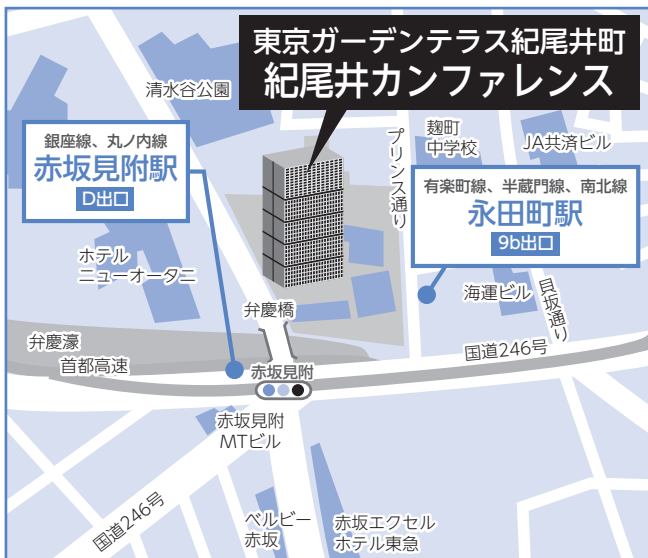 東京ガーデンテラス紀尾井町
紀尾井カンファレンス
清水谷公園
銀座線、丸ノ内線
赤坂見附駅
D出口
プリンス通り
麹町
中学校
JA共済ビル
有楽町線、半蔵門線、南北線
永田町駅
9b出口
ホテル
ニューオータニ
弁慶橋
海運ビル
貝坂通り
弁慶濠
首都高速
赤坂見附
国道246号
赤坂見附
MTビル
国道246号
ベルビー
赤坂
赤坂エクセル
ホテル東急